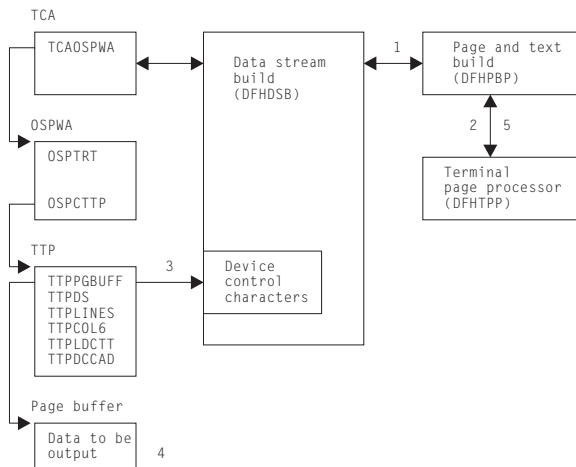 TCA
TCAOSPWA
Data stream
build
(DFHDSB)
1
Page and text
build
(DFHPBP)
OSPWA
OSPTRT
OSPCTTP
2 5
Terminal
page processor
(DFHTPP)
TTP
TTPPGBUFF
TTPDS
TTPLINES
TTPCOL6
TTPLDCTT
TTPDCCAD
3
Device
control
characters
Page buffer
Data to be
output
4